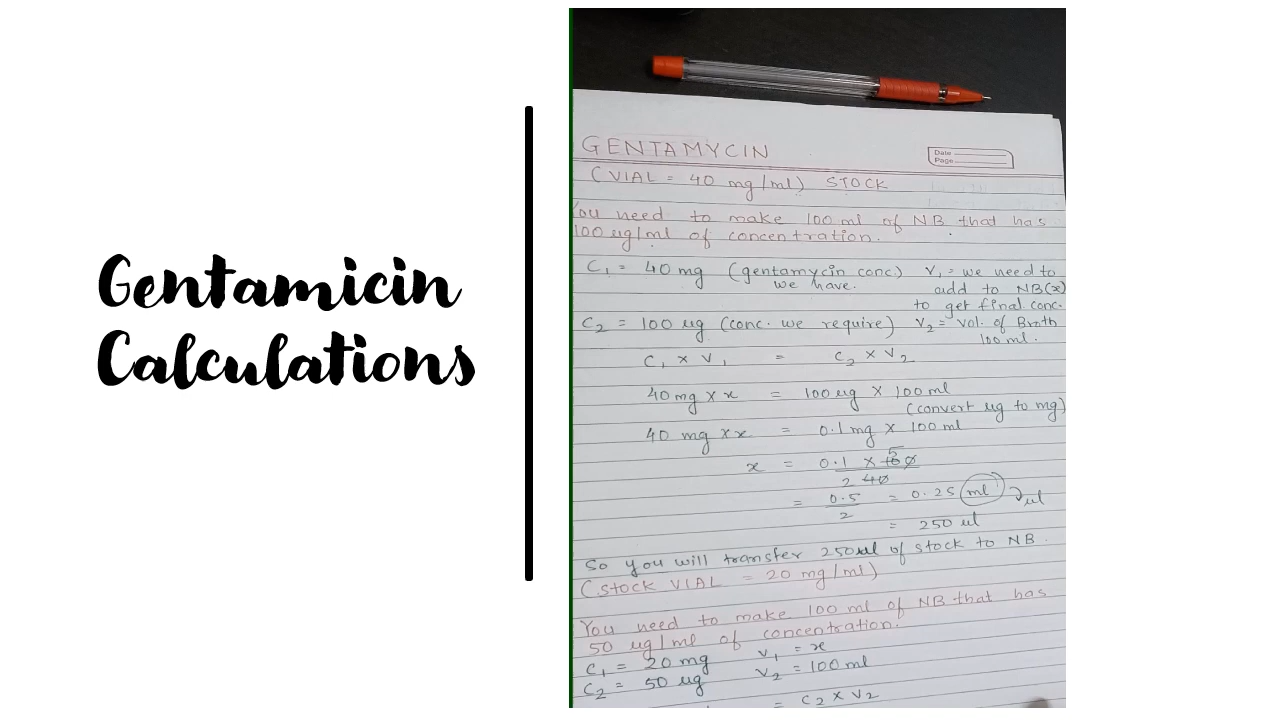 Gentamicin
Calculations
GENTAMYCIN
Date
Page
(VIAL = 40 mg/ml) STOCK
You need to make 100 ml of NB that has
100 ug/ml of concentration.
C₁ = 40 mg (gentamycin conc.) V₁ = we need to
we have. add to NB(x)
to get final conc.
C₂ = 100 ug (conc. we require) V₂ = Vol. of Broth
100 ml.
C₁ x V₁ = C₂ x V₂
40 mg x x = 100 ug x 100 ml
(convert ug to mg)
40 mg x x = 0.1 mg x 100 ml
x = 0.1 x 100 5
2 40
= 0.5 = 0.25 ml ul
2
= 250 ul
So you will transfer 250 ul of stock to NB.
(Stock VIAL = 20 mg/ml)
You need to make 100 ml of NB that has
50 ug/ml of concentration.
C₁ = 20 mg V₁ = x
C₂ = 50 ug V₂ = 100 ml
= C₂ x V₂